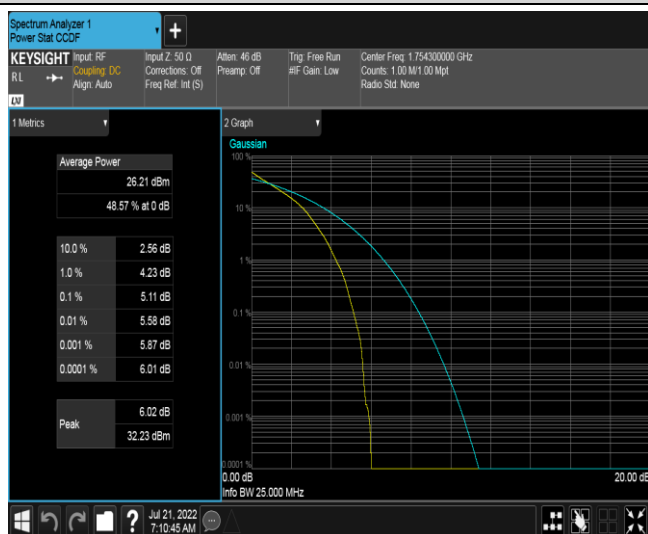 Spectrum Analyzer 1
Power Stat CCDF
+
KEYSIGHT
RL
LXI
Input: RF
Coupling: DC
Align: Auto
Input Z: 50 Ω
Corrections: Off
Freq Ref: Int (S)
Atten: 46 dB
Preamp: Off
Trig: Free Run
#IF Gain: Low
Center Freq: 1.754300000 GHz
Counts: 1.00 M/1.00 Mpt
Radio Std: None
1 Metrics
Average Power
26.21 dBm
48.57 % at 0 dB
10.0 % 2.56 dB
1.0 % 4.23 dB
0.1 % 5.11 dB
0.01 % 5.58 dB
0.001 % 5.87 dB
0.0001 % 6.01 dB
Peak
6.02 dB
32.23 dBm
2 Graph
Gaussian
100 %
10 %
1 %
0.1 %
0.01 %
0.001 %
0.0001 %
0.00 dB 20.00 dB
Info BW 25.000 MHz
?
Jul 21, 2022
7:10:45 AM